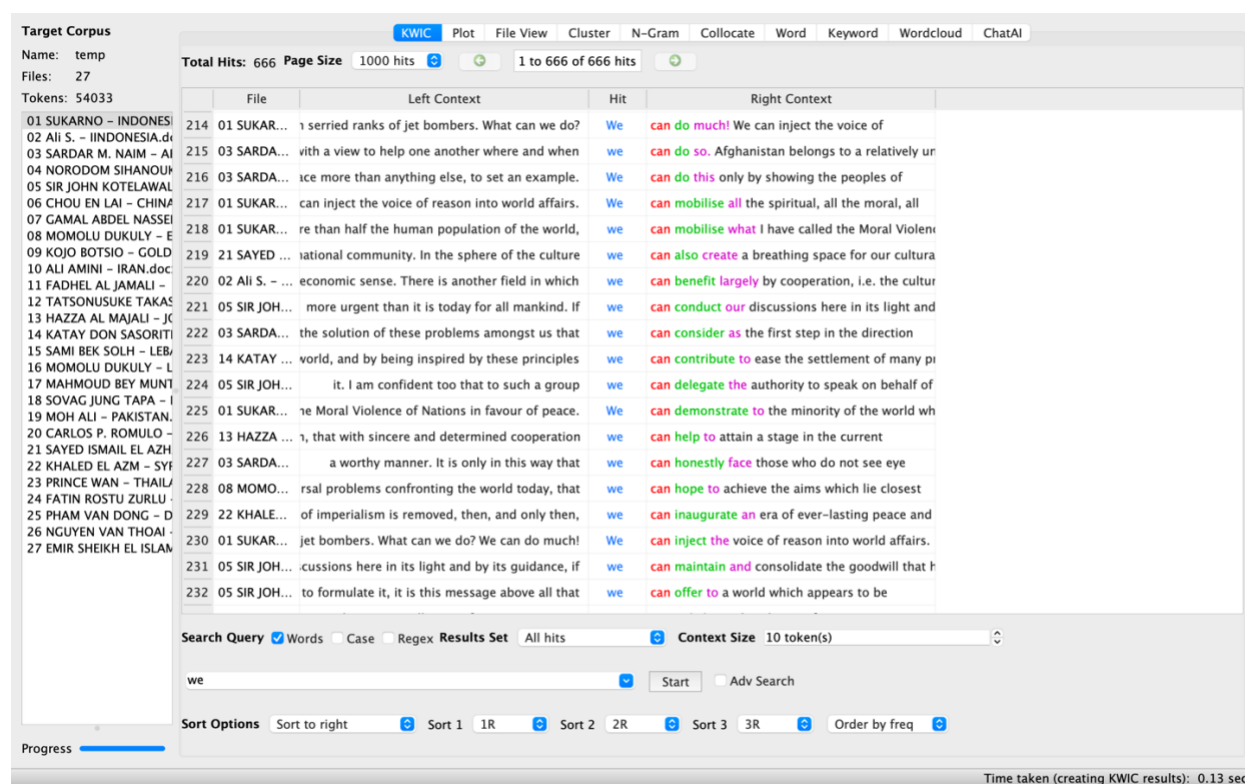 Target Corpus
Name: temp
Files: 27
Tokens: 54033
01 SUKARNO – INDONES
02 Ali S. – IINDONESIA.d
03 SARDAR M. NAIM – A
04 NORODOM SIHANOUK
05 SIR JOHN KOTELAWAL
06 CHOU EN LAI – CHINA
07 GAMAL ABDEL NASSE
08 MOMOLU DUKULY – E
09 KOJO BOTSIO – GOLD
10 ALI AMINI – IRAN.doc
11 FADHEL AL JAMALI –
12 TATSONUSUKE TAKAS
13 HAZZA AL MAJALI – J
14 KATAY DON SASORIT
15 SAMI BEK SOLH – LEB
16 MOMOLU DUKULY – L
17 MAHMOUD BEY MUNT
18 SOVAG JUNG TAPA –
19 MOH ALI – PAKISTAN.
20 CARLOS P. ROMULO –
21 SAYED ISMAIL EL AZH
22 KHALED EL AZM – SY
23 PRINCE WAN – THAIL
24 FATIN ROSTU ZURLU
25 PHAM VAN DONG – D
26 NGUYEN VAN THOAI
27 EMIR SHEIKH EL ISLAM
Progress
KWIC Plot File View Cluster N-Gram Collocate Word Keyword Wordcloud ChatAI
Total Hits: 666 Page Size 1000 hits 1 to 666 of 666 hits
File Left Context Hit Right Context
214 01 SUKAR... serried ranks of jet bombers. What can we do? We can do much! We can inject the voice of
215 03 SARDA... with a view to help one another where and when we can do so. Afghanistan belongs to a relatively
216 03 SARDA... more than anything else, to set an example. We can do this only by showing the peoples of
217 01 SUKAR... can inject the voice of reason into world affairs. We can mobilise all the spiritual, all the moral, all
218 01 SUKAR... than half the human population of the world, we can mobilise what I have called the Moral
219 21 SAYED ... community. In the sphere of the culture we can also create a breathing space for our
220 02 Ali S. – ... economic sense. There is another field in which we can benefit largely by cooperation, i.e. the
221 05 SIR JOH... more urgent than it is today for all mankind. If we can conduct our discussions here in its light and
222 03 SARDA... the solution of these problems amongst us that we can consider as the first step in the direction
223 14 KATAY ... world, and by being inspired by these principles we can contribute to ease the settlement of many
224 05 SIR JOH... it. I am confident too that to such a group we can delegate the authority to speak on behalf of
225 01 SUKAR... Moral Violence of Nations in favour of peace. We can demonstrate to the minority of the world
226 13 HAZZA ... that with sincere and determined cooperation we can help to attain a stage in the current
227 03 SARDA... a worthy manner. It is only in this way that we can honestly face those who do not see eye
228 08 MOMO... problems confronting the world today, that we can hope to achieve the aims which lie closest
229 22 KHALE... of imperialism is removed, then, and only then, we can inaugurate an era of ever-lasting peace and
230 01 SUKAR... jet bombers. What can we do? We can do much! We can inject the voice of reason into world affairs.
231 05 SIR JOH... discussions here in its light and by its guidance, if we can maintain and consolidate the goodwill that
232 05 SIR JOH... to formulate it, it is this message above all that we can offer to a world which appears to be
Search Query Words Case Regex Results Set All hits Context Size 10 token(s)
we Start Adv Search
Sort Options Sort to right Sort 1 1R Sort 2 2R Sort 3 3R Order by freq
Time taken (creating KWIC results): 0.13 sec